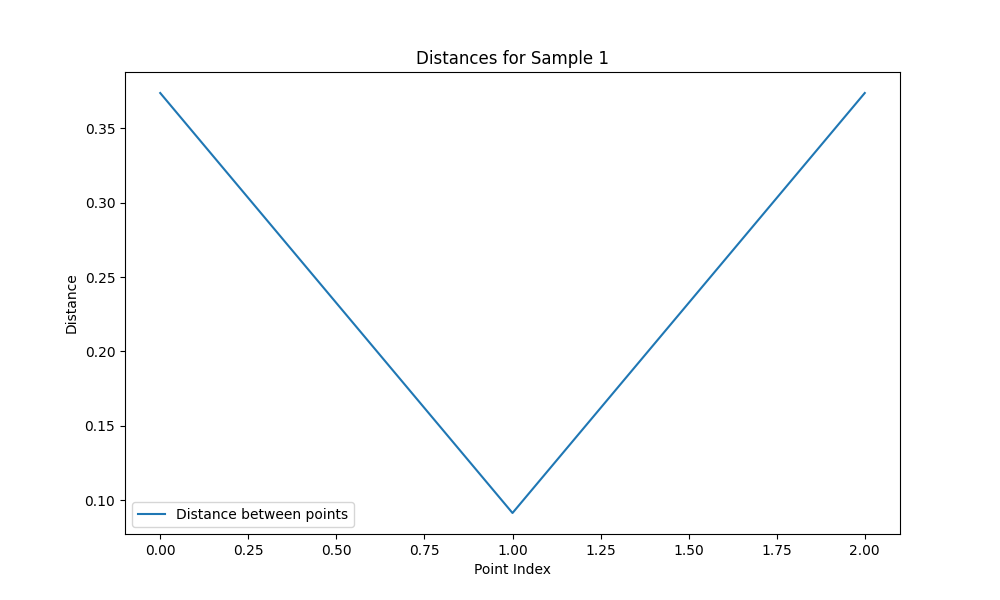 Distances for Sample 1
0.35
0.30
0.25
0.20
0.15
0.10
Distance
Distance between points
0.00 0.25 0.50 0.75 1.00 1.25 1.50 1.75 2.00
Point Index